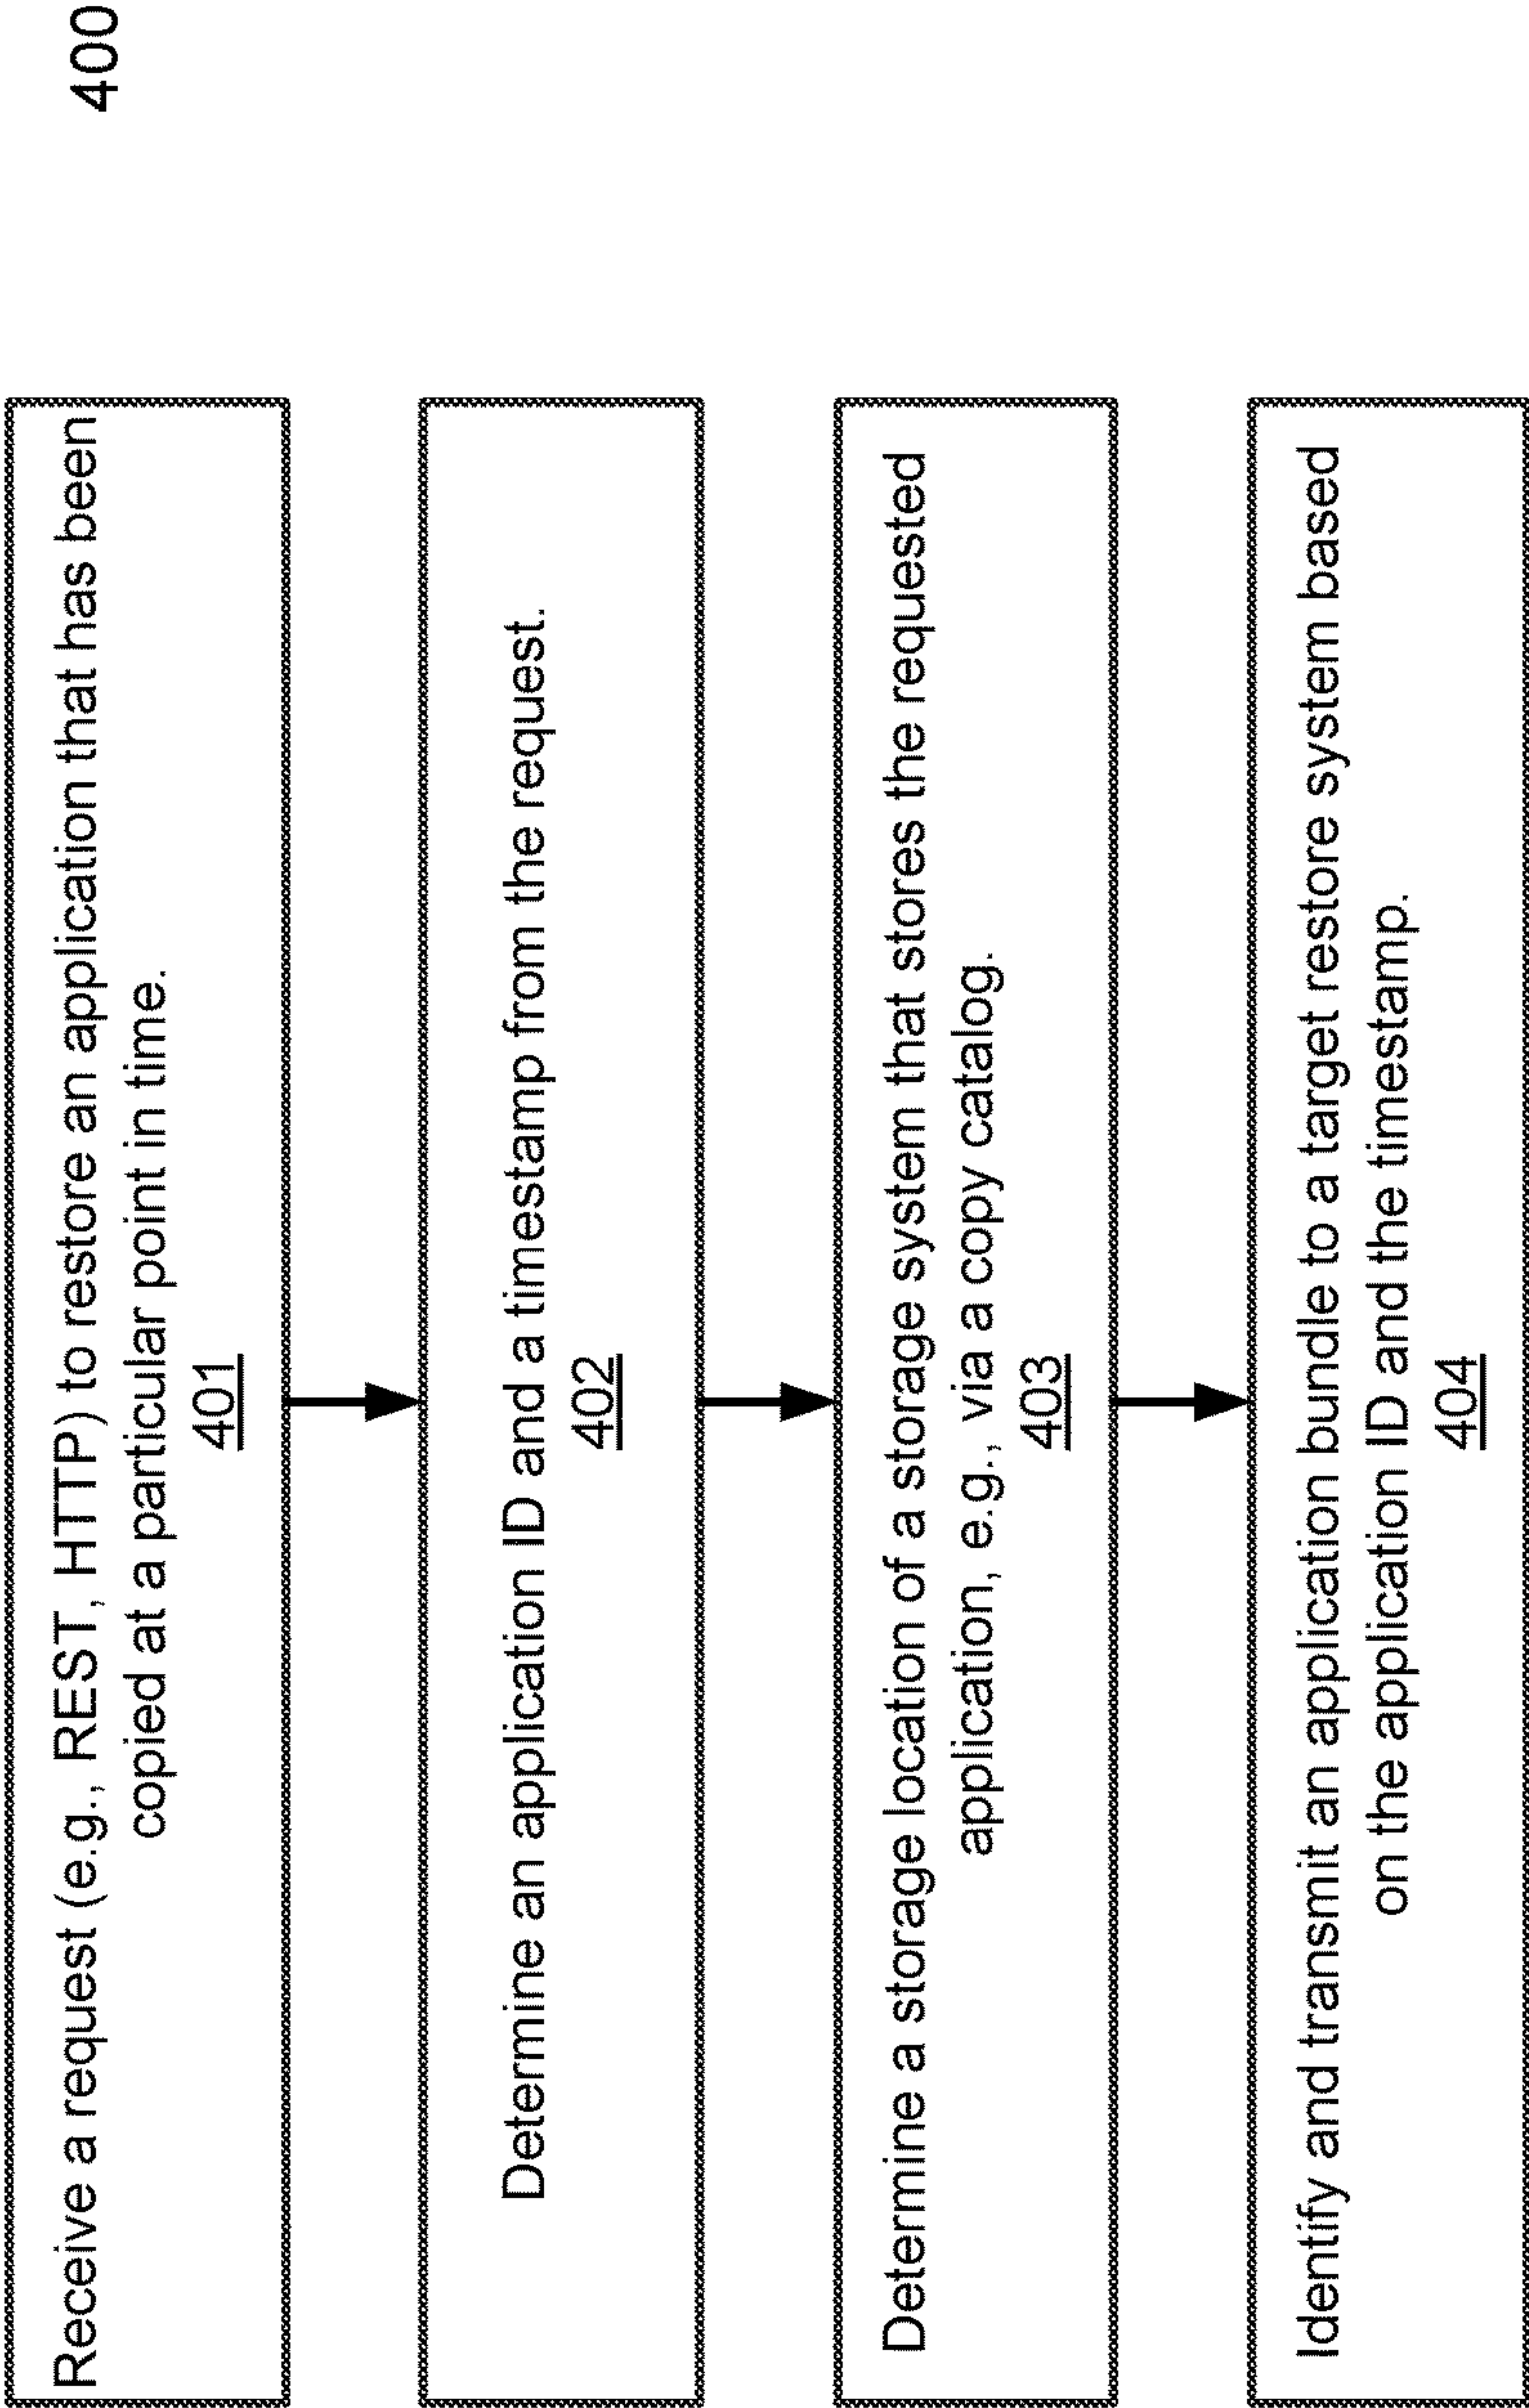 400
Receive a request (e.g., REST, HTTP) to restore an application that has been
copied at a particular point in time.
401
Determine an application ID and a timestamp from the request.
402
Determine a storage location of a storage system that stores the requested
application, e.g., via a copy catalog.
403
Identify and transmit an application bundle to a target restore system based
on the application ID and the timestamp.
404